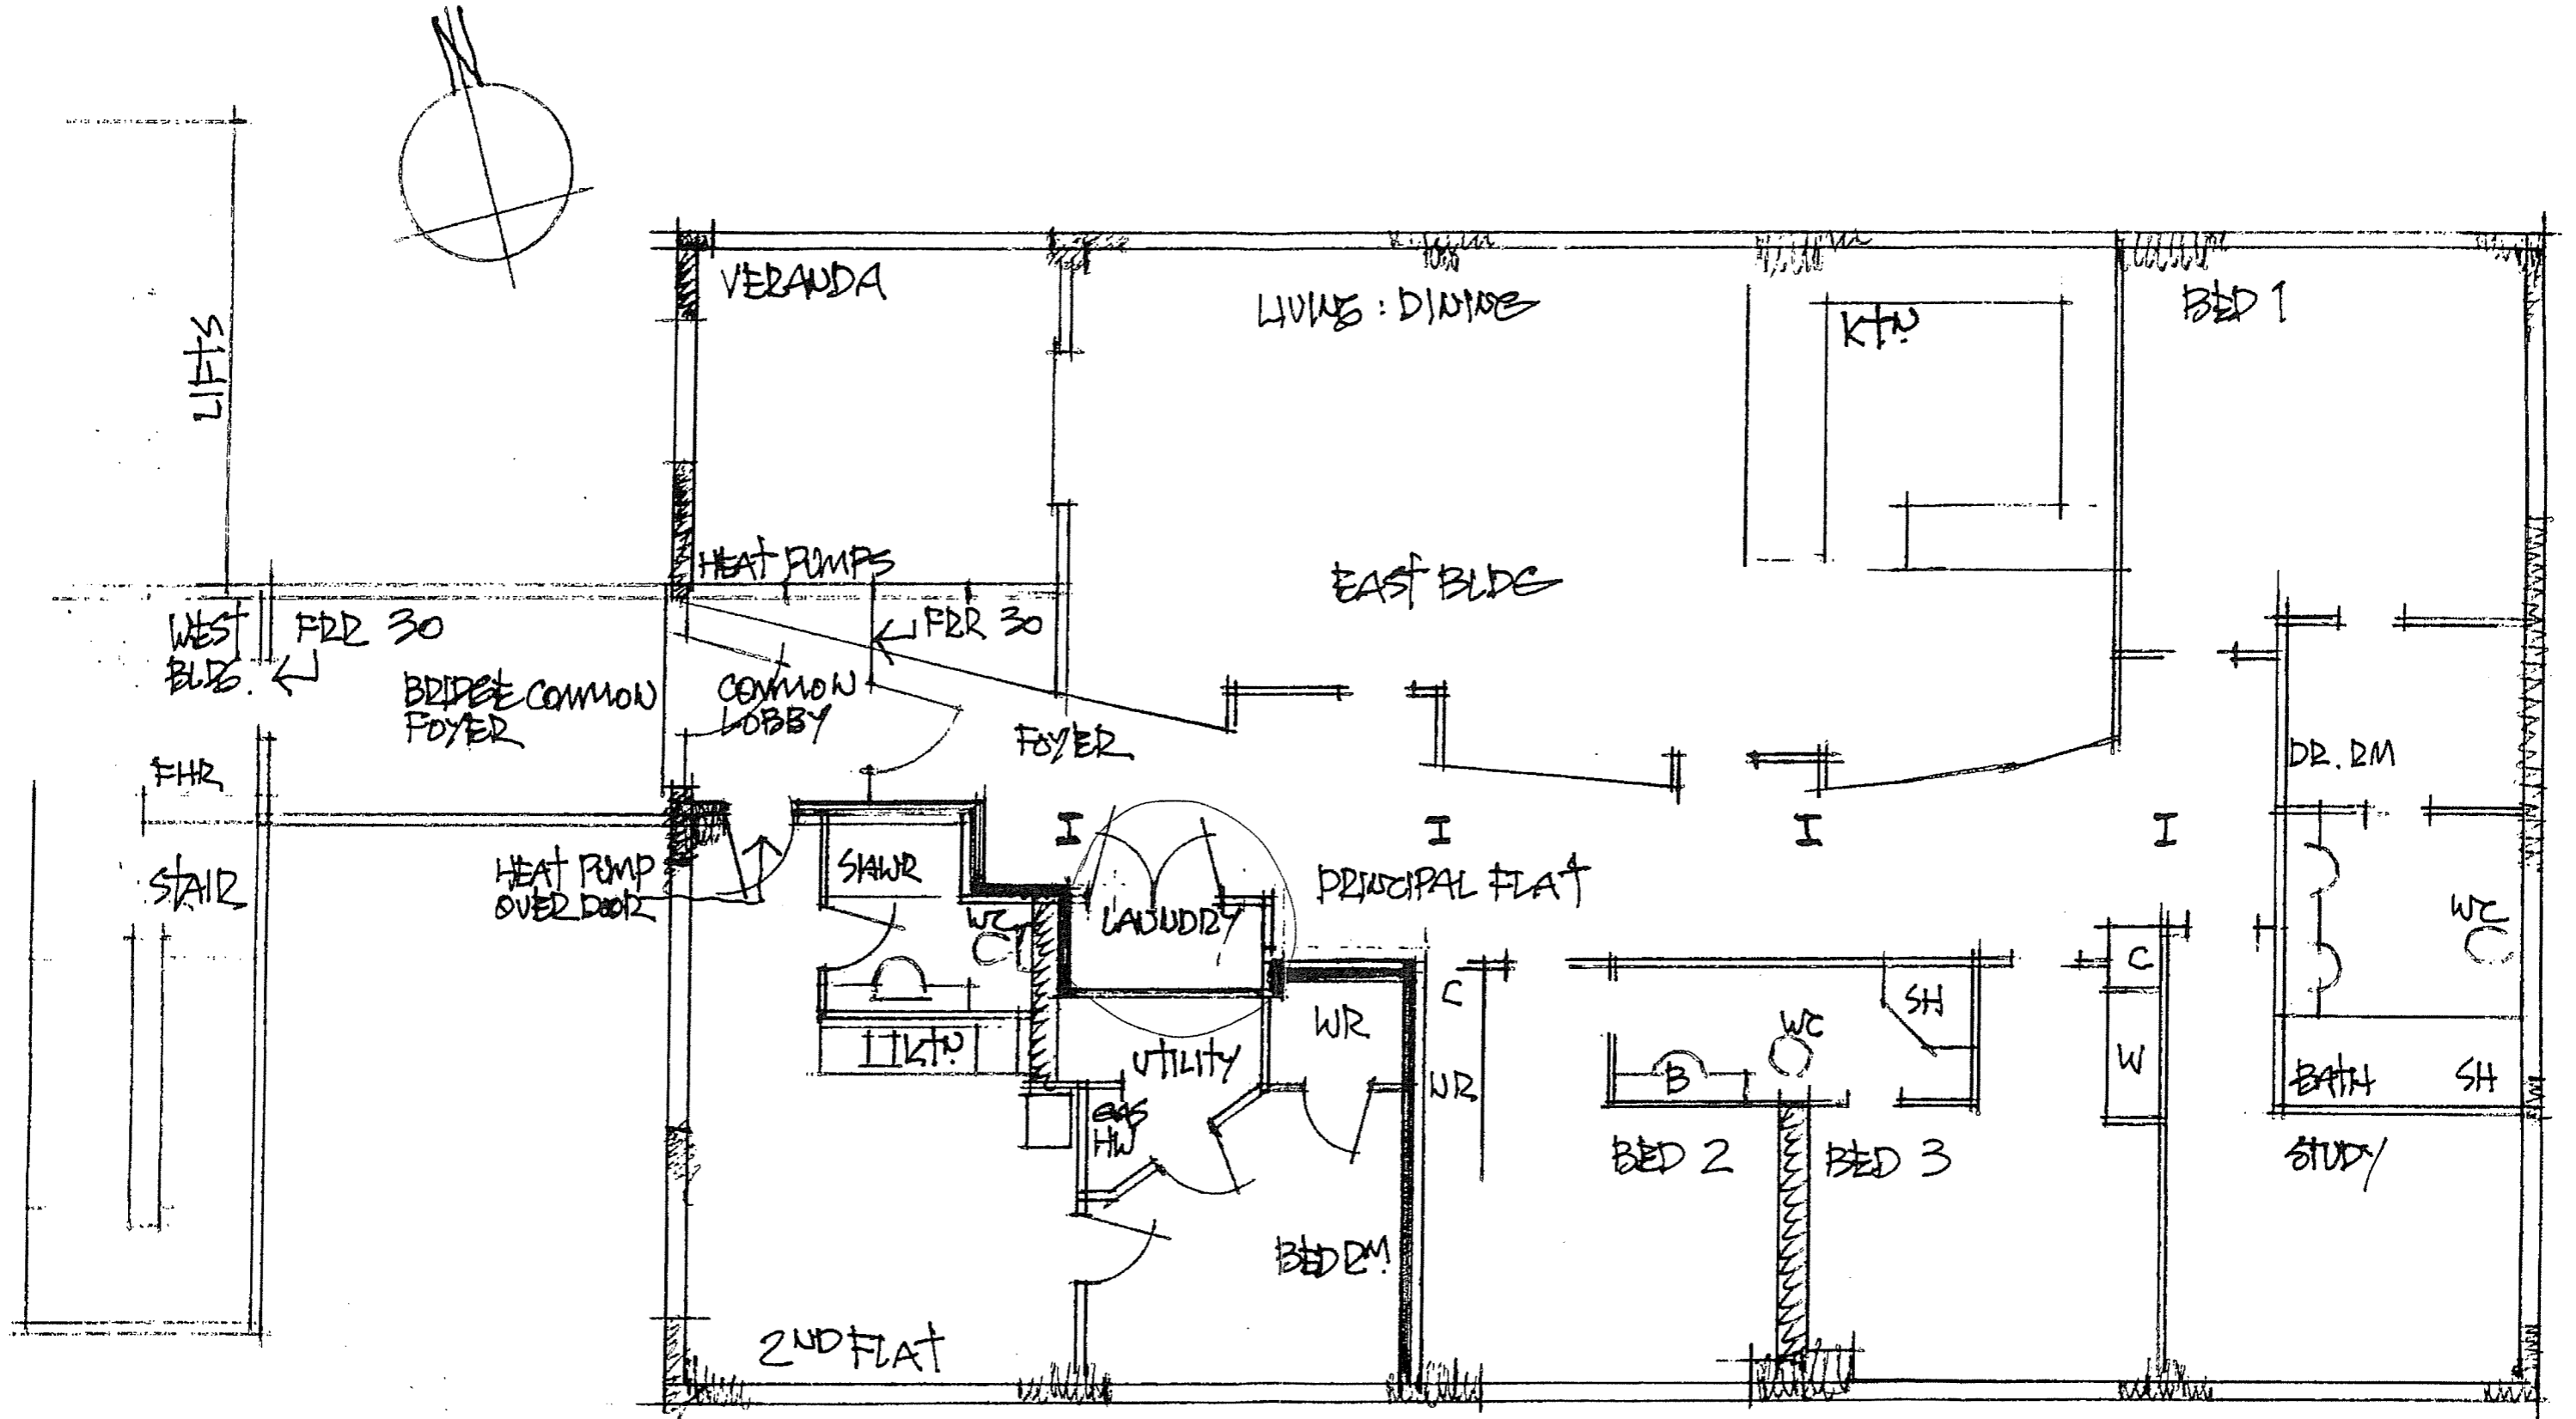 N
LIFTS
VERANDA
LIVING : DINING
KTN
BED 1
HEAT PUMPS
EAST BLDG
WEST
BLDG.
FRR 30
FRR 30
BRIDGE COMMON
FOYER
COMMON
LOBBY
FOYER
FHR
DR. RM
I
I
I
I
STAIR
HEAT PUMP
OVER DOOR
SHWR
WC
LAUNDRY
PRINCIPAL FLAT
WC
C
C
SH
WR
WC
KTN
UTILITY
WR
B
W
BATH
SH
GAS
HW
BED 2
BED 3
STUDY
BEDRM
2ND FLAT